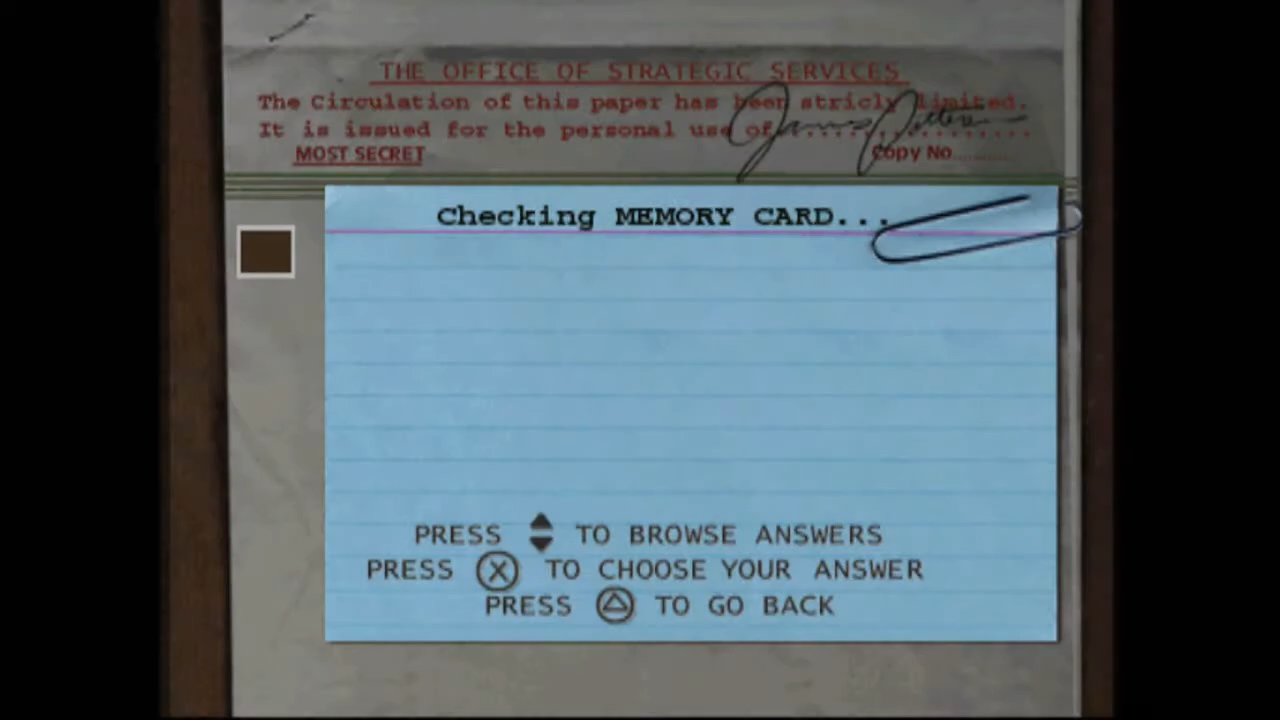 THE OFFICE OF STRATEGIC SERVICES
The Circulation of this paper has been stricly limited.
It is issued for the personal use of..................
MOST SECRET
Copy No..........
Checking MEMORY CARD...
PRESS TO BROWSE ANSWERS
PRESS X TO CHOOSE YOUR ANSWER
PRESS TO GO BACK